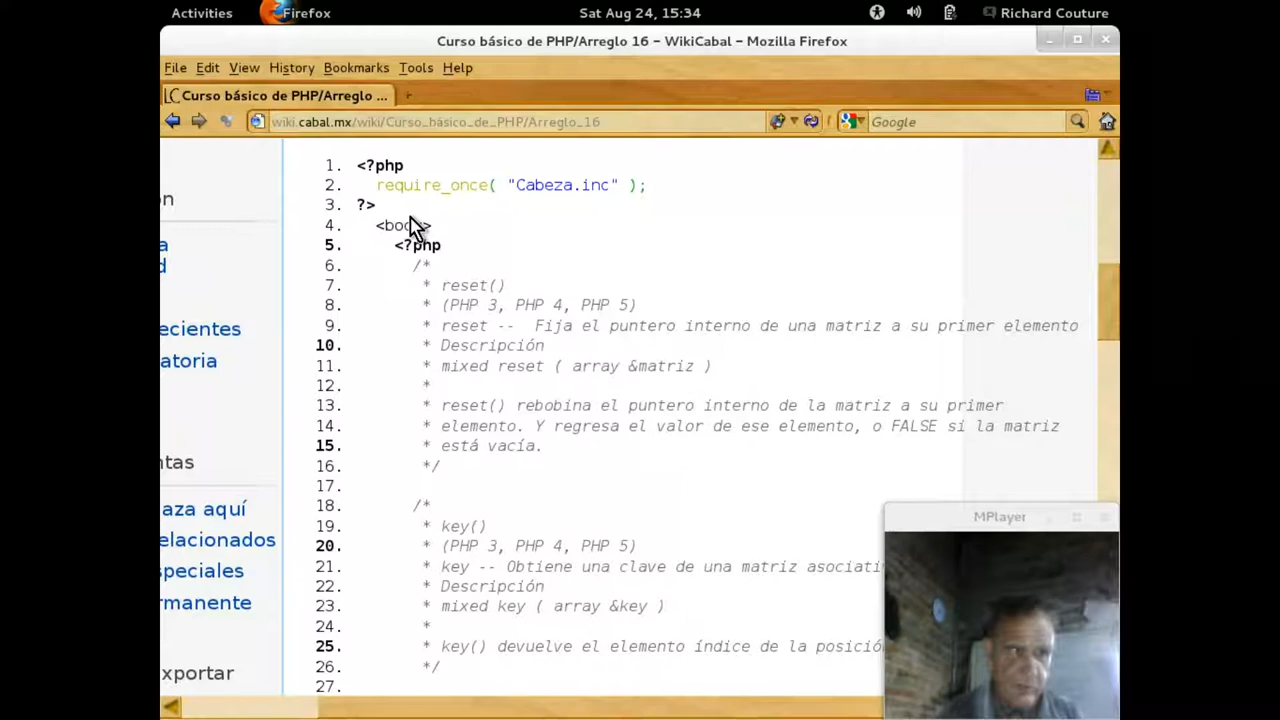 Activities Firefox Sat Aug 24, 15:34 Richard Couture
Curso básico de PHP/Arreglo 16 – WikiCabal – Mozilla Firefox
File Edit View History Bookmarks Tools Help
Curso básico de PHP/Arreglo ...
wiki.cabal.mx/wiki/Curso_básico_de_PHP/Arreglo_16 Google
ecientes
atoria
ntas
aza aquí
elacionados
speciales
rmanente
xportar
1. <?php
2. require_once( "Cabeza.inc" );
3. ?>
4. <body>
5. <?php
6. /*
7. * reset()
8. * (PHP 3, PHP 4, PHP 5)
9. * reset -- Fija el puntero interno de una matriz a su primer elemento
10. * Descripción
11. * mixed reset ( array &matriz )
12. *
13. * reset() rebobina el puntero interno de la matriz a su primer
14. * elemento. Y regresa el valor de ese elemento, o FALSE si la matriz
15. * está vacía.
16. */
17.
18. /*
19. * key()
20. * (PHP 3, PHP 4, PHP 5)
21. * key -- Obtiene una clave de una matriz asociati
22. * Descripción
23. * mixed key ( array &key )
24. *
25. * key() devuelve el elemento índice de la posició
26. */
27.
MPlayer